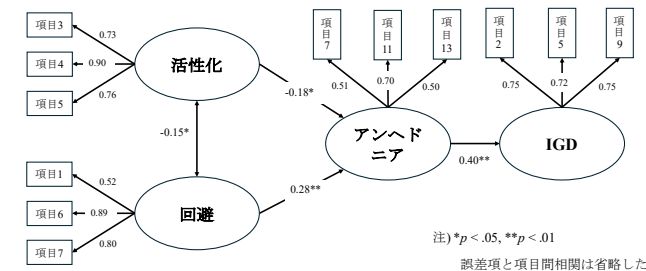 項目3
項目4
項目5
0.73
0.90
0.76
活性化
-0.15*
項目1
項目6
項目7
0.52
0.89
0.80
回避
-0.18*
0.28**
項目7
項目11
項目13
0.51
0.70
0.50
アンヘド
ニア
0.40**
項目2
項目5
項目9
0.75
0.72
0.75
IGD
注) *p < .05, **p < .01
誤差項と項目間相関は省略した